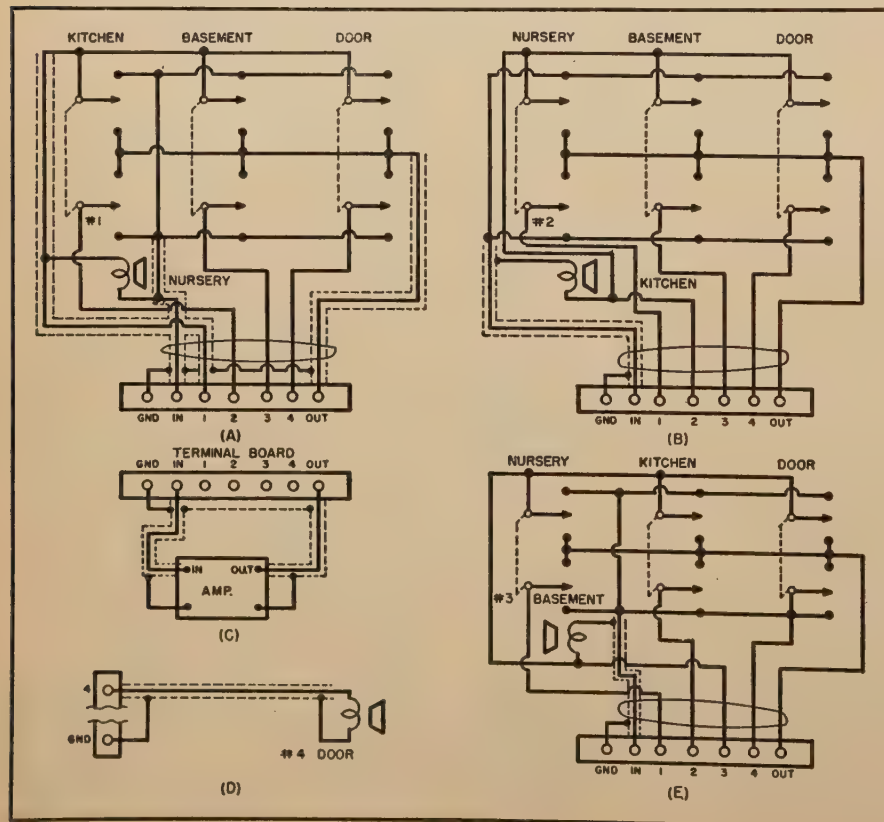 KITCHEN BASEMENT DOOR
#1
NURSERY
GND IN 1 2 3 4 OUT
(A)
NURSERY BASEMENT DOOR
#2
KITCHEN
GND IN 1 2 3 4 OUT
(B)
TERMINAL BOARD
GND IN 1 2 3 4 OUT
IN OUT
AMP.
(C)
4
GND
#4 DOOR
(D)
NURSERY KITCHEN DOOR
#3 BASEMENT
GND IN 1 2 3 4 OUT
(E)